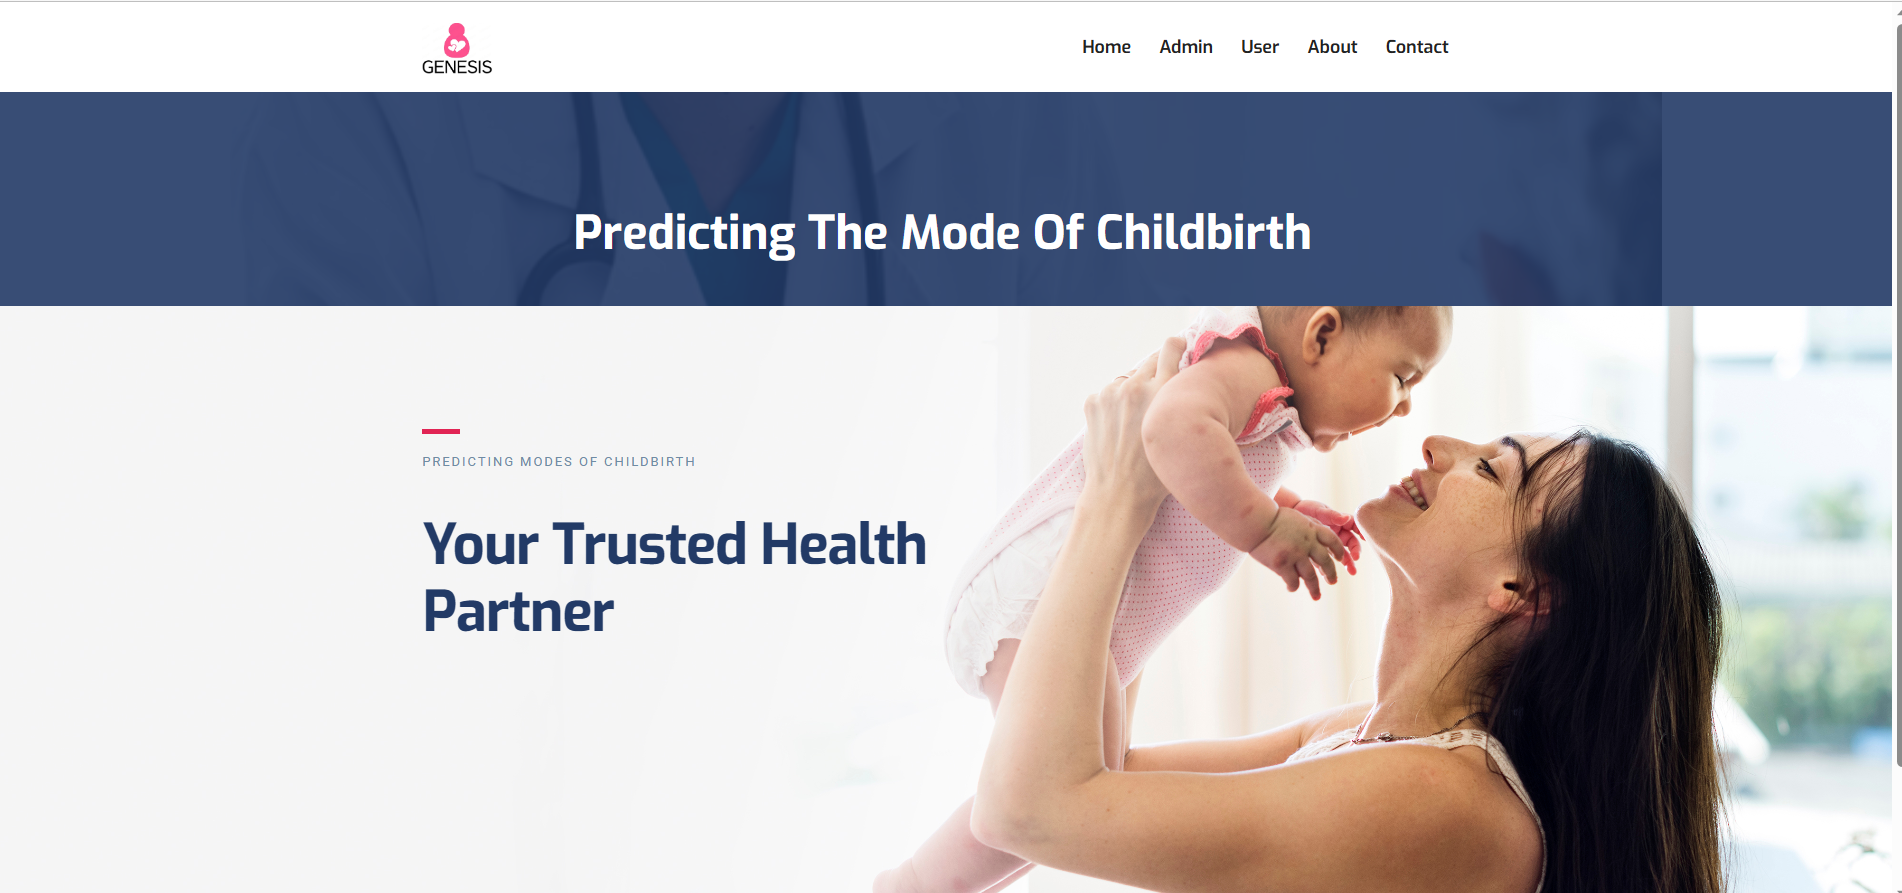 GENESIS
Home Admin User About Contact
Predicting The Mode Of Childbirth
PREDICTING MODES OF CHILDBIRTH
Your Trusted Health
Partner